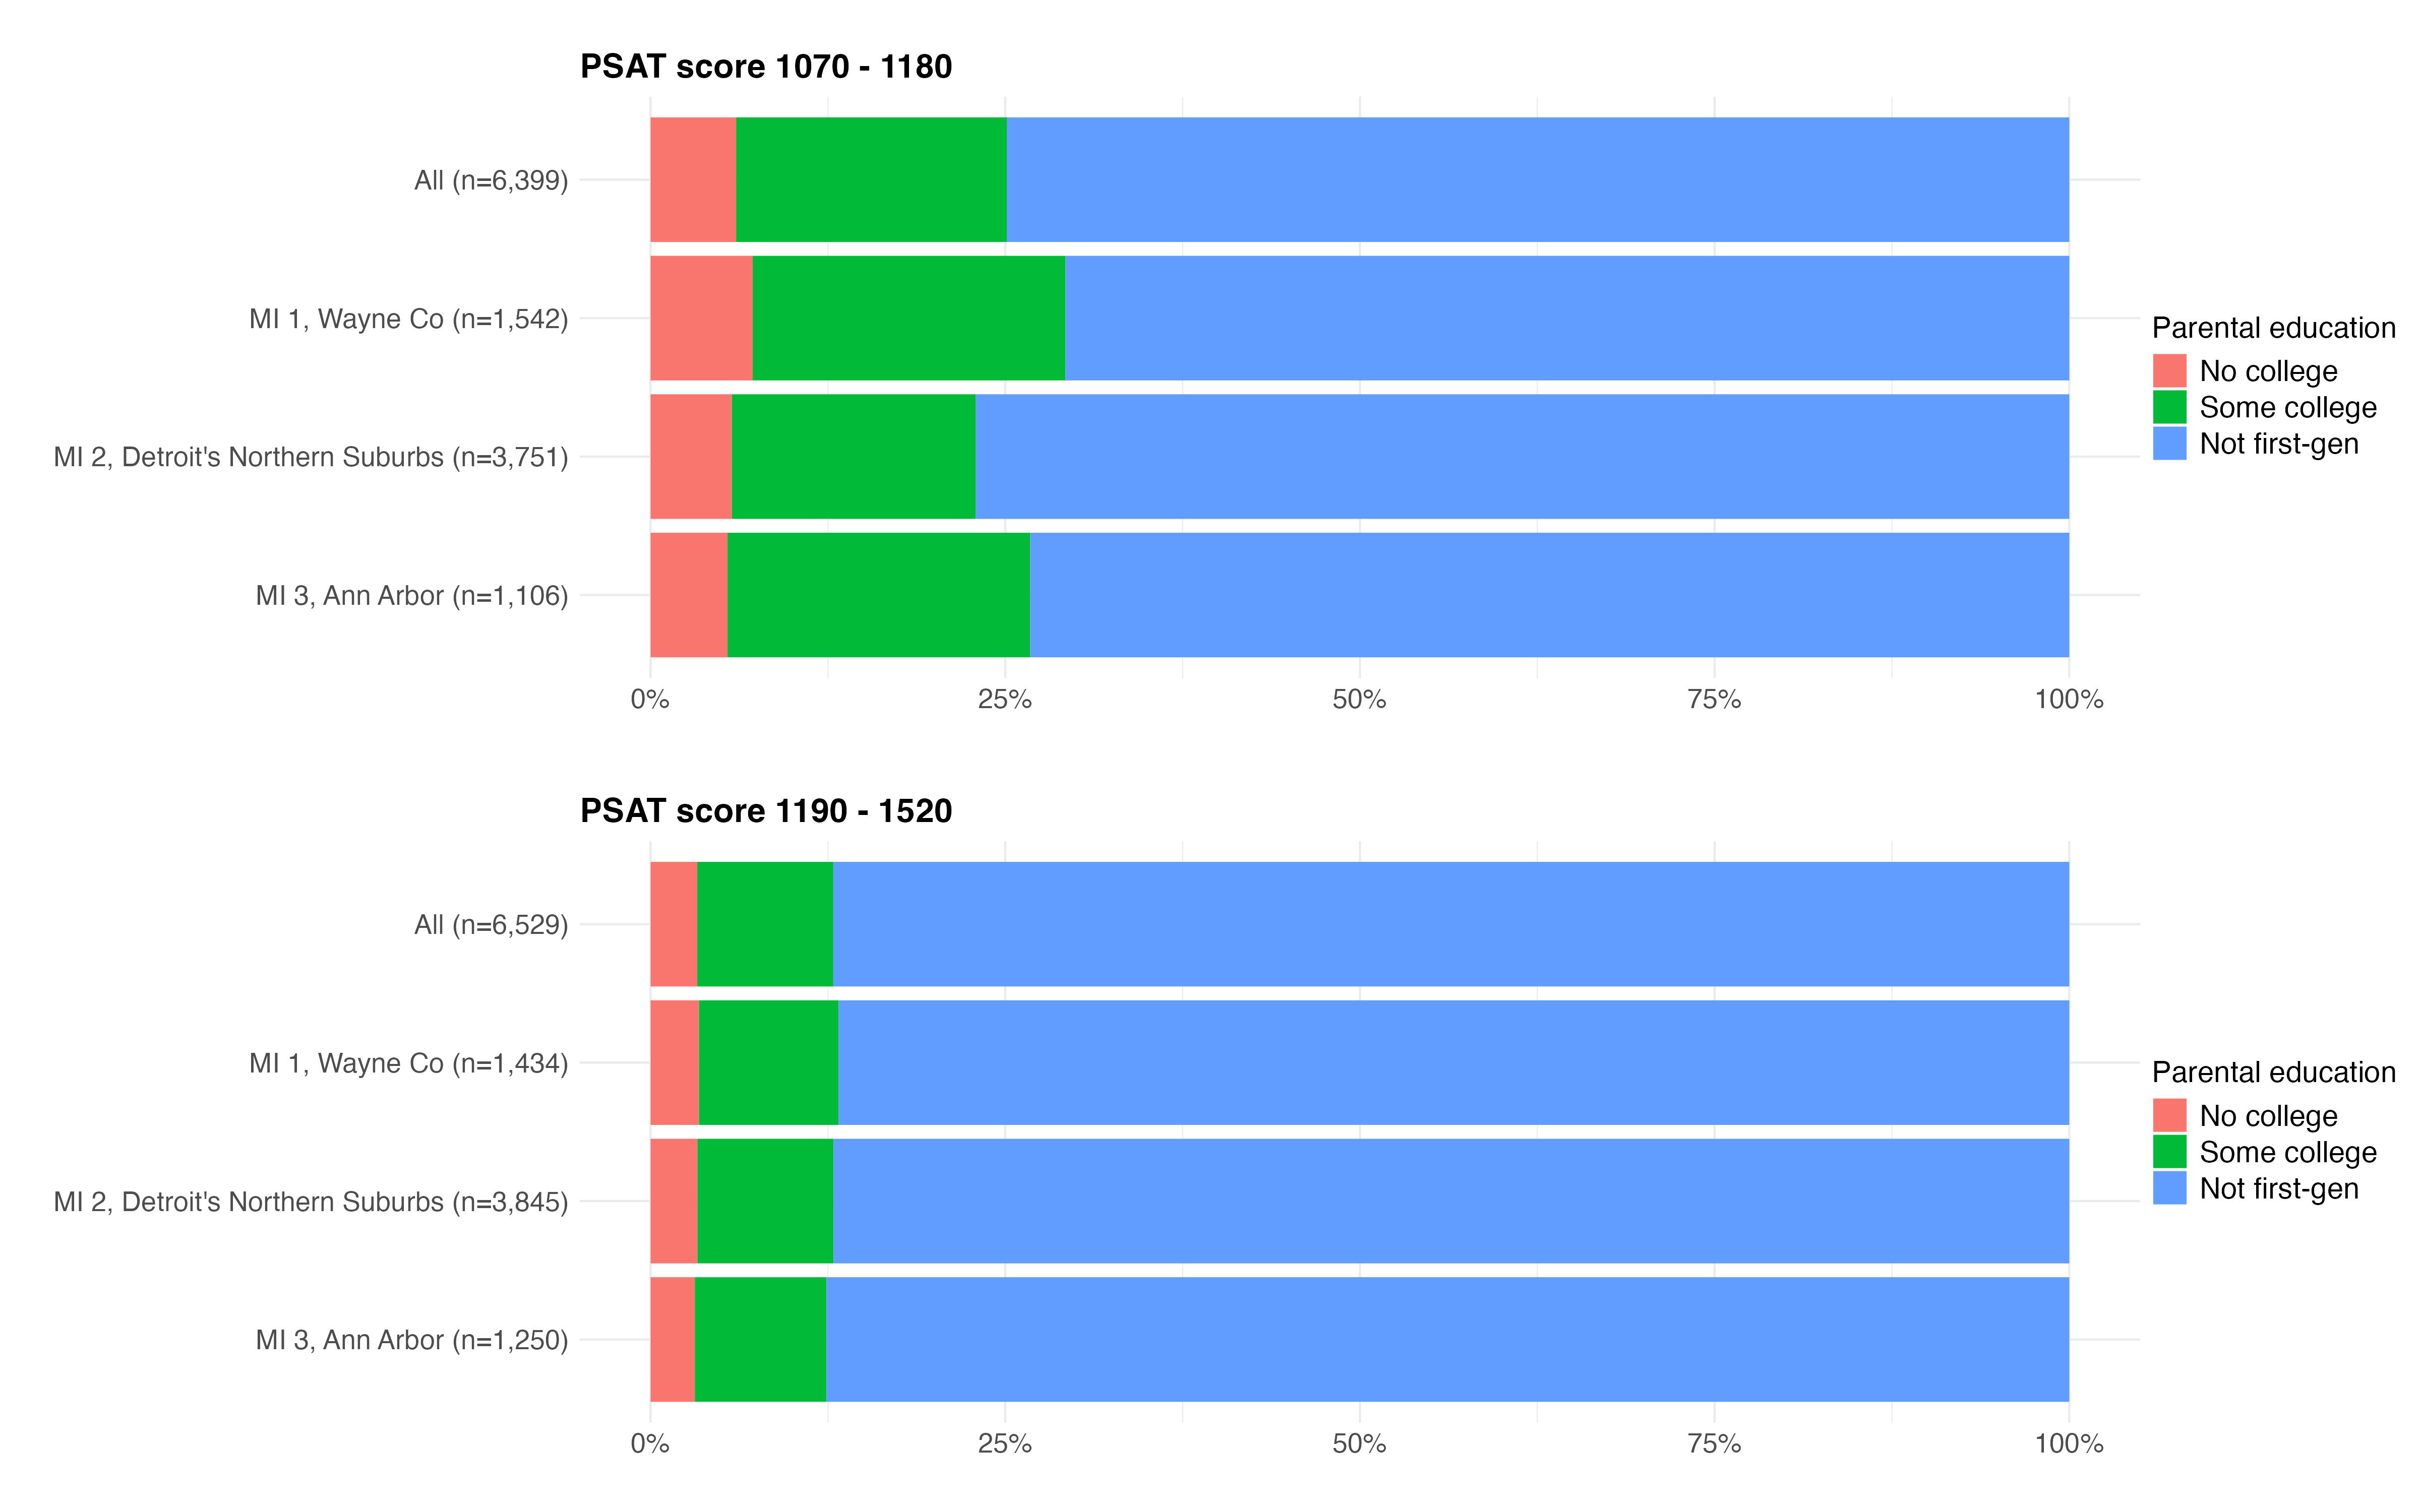 PSAT score 1070 - 1180
All (n=6,399)
MI 1, Wayne Co (n=1,542)
MI 2, Detroit's Northern Suburbs (n=3,751)
MI 3, Ann Arbor (n=1,106)
0% 25% 50% 75% 100%
Parental education
No college
Some college
Not first-gen
PSAT score 1190 - 1520
All (n=6,529)
MI 1, Wayne Co (n=1,434)
MI 2, Detroit's Northern Suburbs (n=3,845)
MI 3, Ann Arbor (n=1,250)
0% 25% 50% 75% 100%
Parental education
No college
Some college
Not first-gen